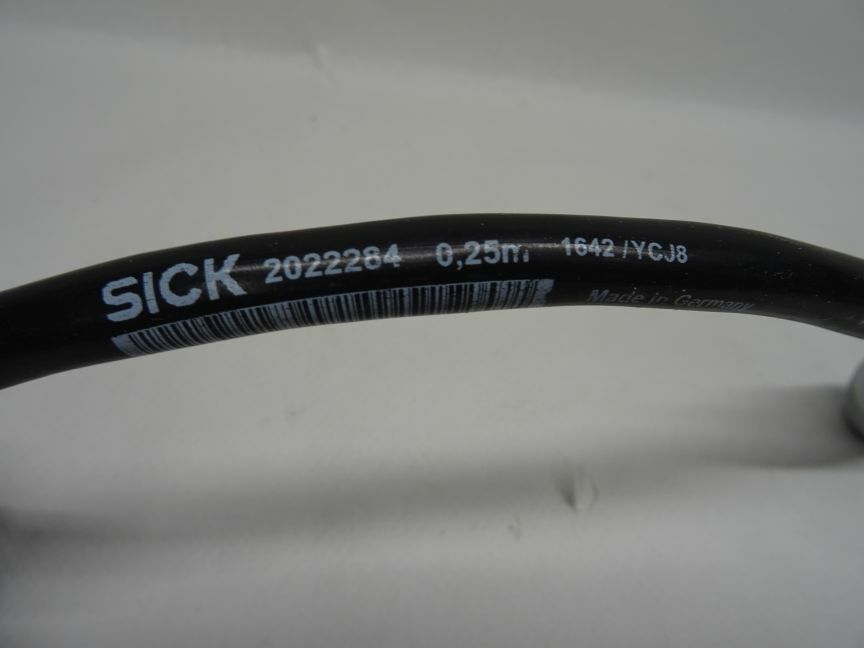 SICK 2022284 0,25m 1642 /YCJ8
Made in Germany